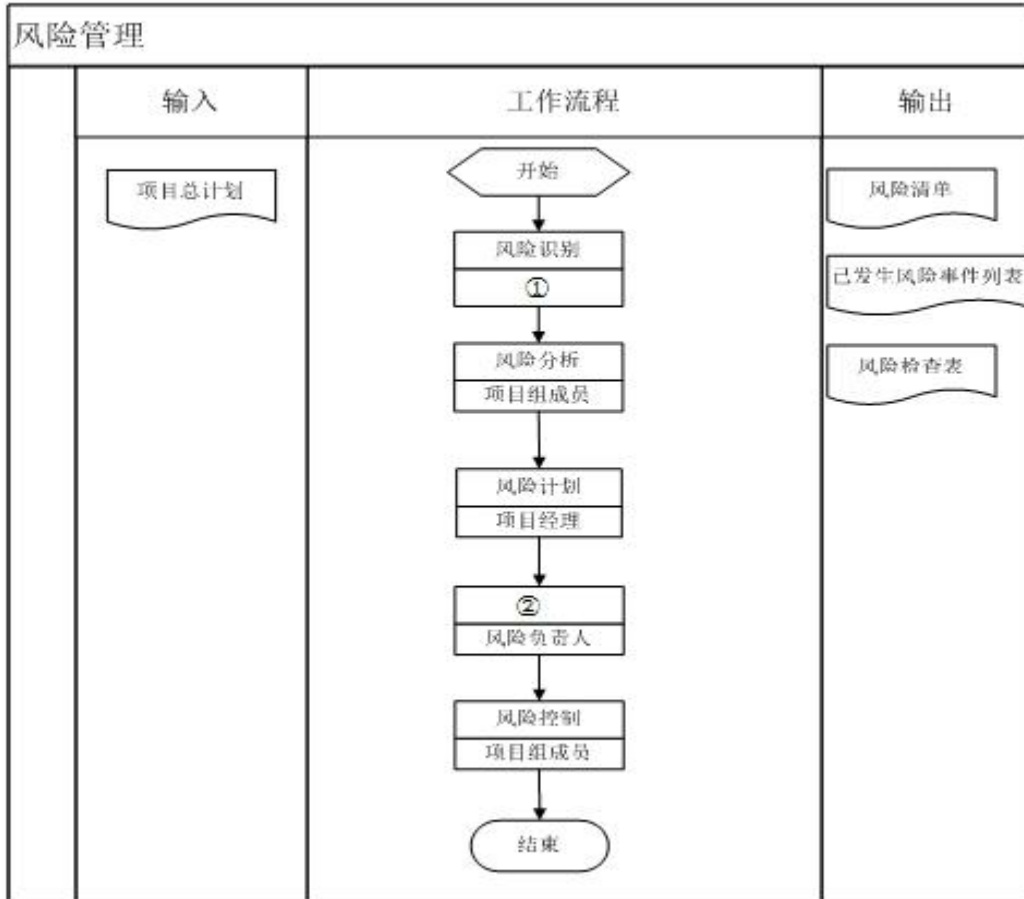 风险管理
输入
工作流程
输出
项目总计划
开始
风险识别
①
风险分析
项目组成员
风险计划
项目经理
②
风险负责人
风险控制
项目组成员
结束
风险清单
已发生风险事件列表
风险检查表